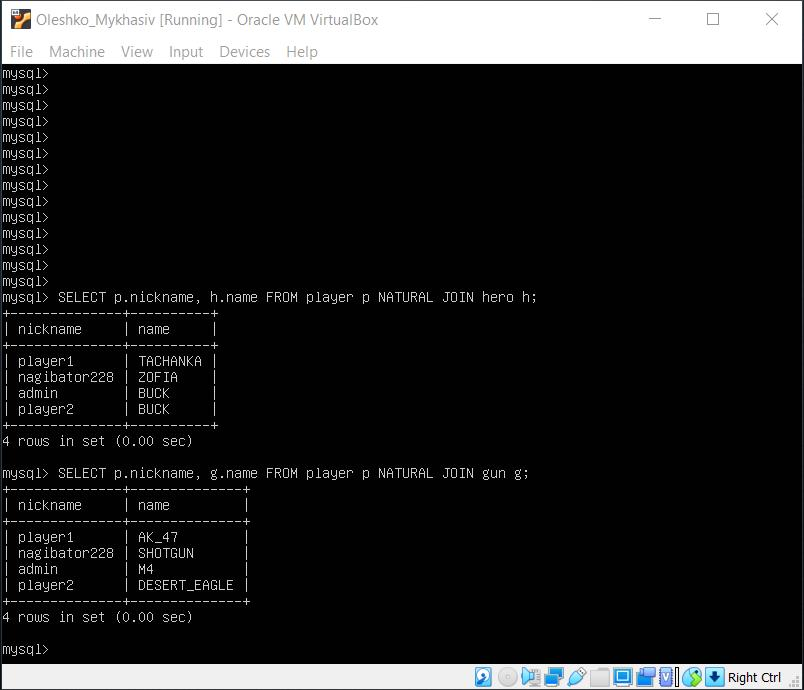 Oleshko_Mykhasiv [Running] - Oracle VM VirtualBox
File Machine View Input Devices Help
mysql>
mysql>
mysql>
mysql>
mysql>
mysql>
mysql>
mysql>
mysql>
mysql>
mysql>
mysql>
mysql>
mysql>
mysql> SELECT p.nickname, h.name FROM player p NATURAL JOIN hero h;
+--------------+----------+
| nickname     | name     |
+--------------+----------+
| player1      | TACHANKA |
| nagibator228 | ZOFIA    |
| admin        | BUCK     |
| player2      | BUCK     |
+--------------+----------+
4 rows in set (0.00 sec)
mysql> SELECT p.nickname, g.name FROM player p NATURAL JOIN gun g;
+--------------+--------------+
| nickname     | name         |
+--------------+--------------+
| player1      | AK_47        |
| nagibator228 | SHOTGUN      |
| admin        | M4           |
| player2      | DESERT_EAGLE |
+--------------+--------------+
4 rows in set (0.00 sec)
mysql>
Right Ctrl